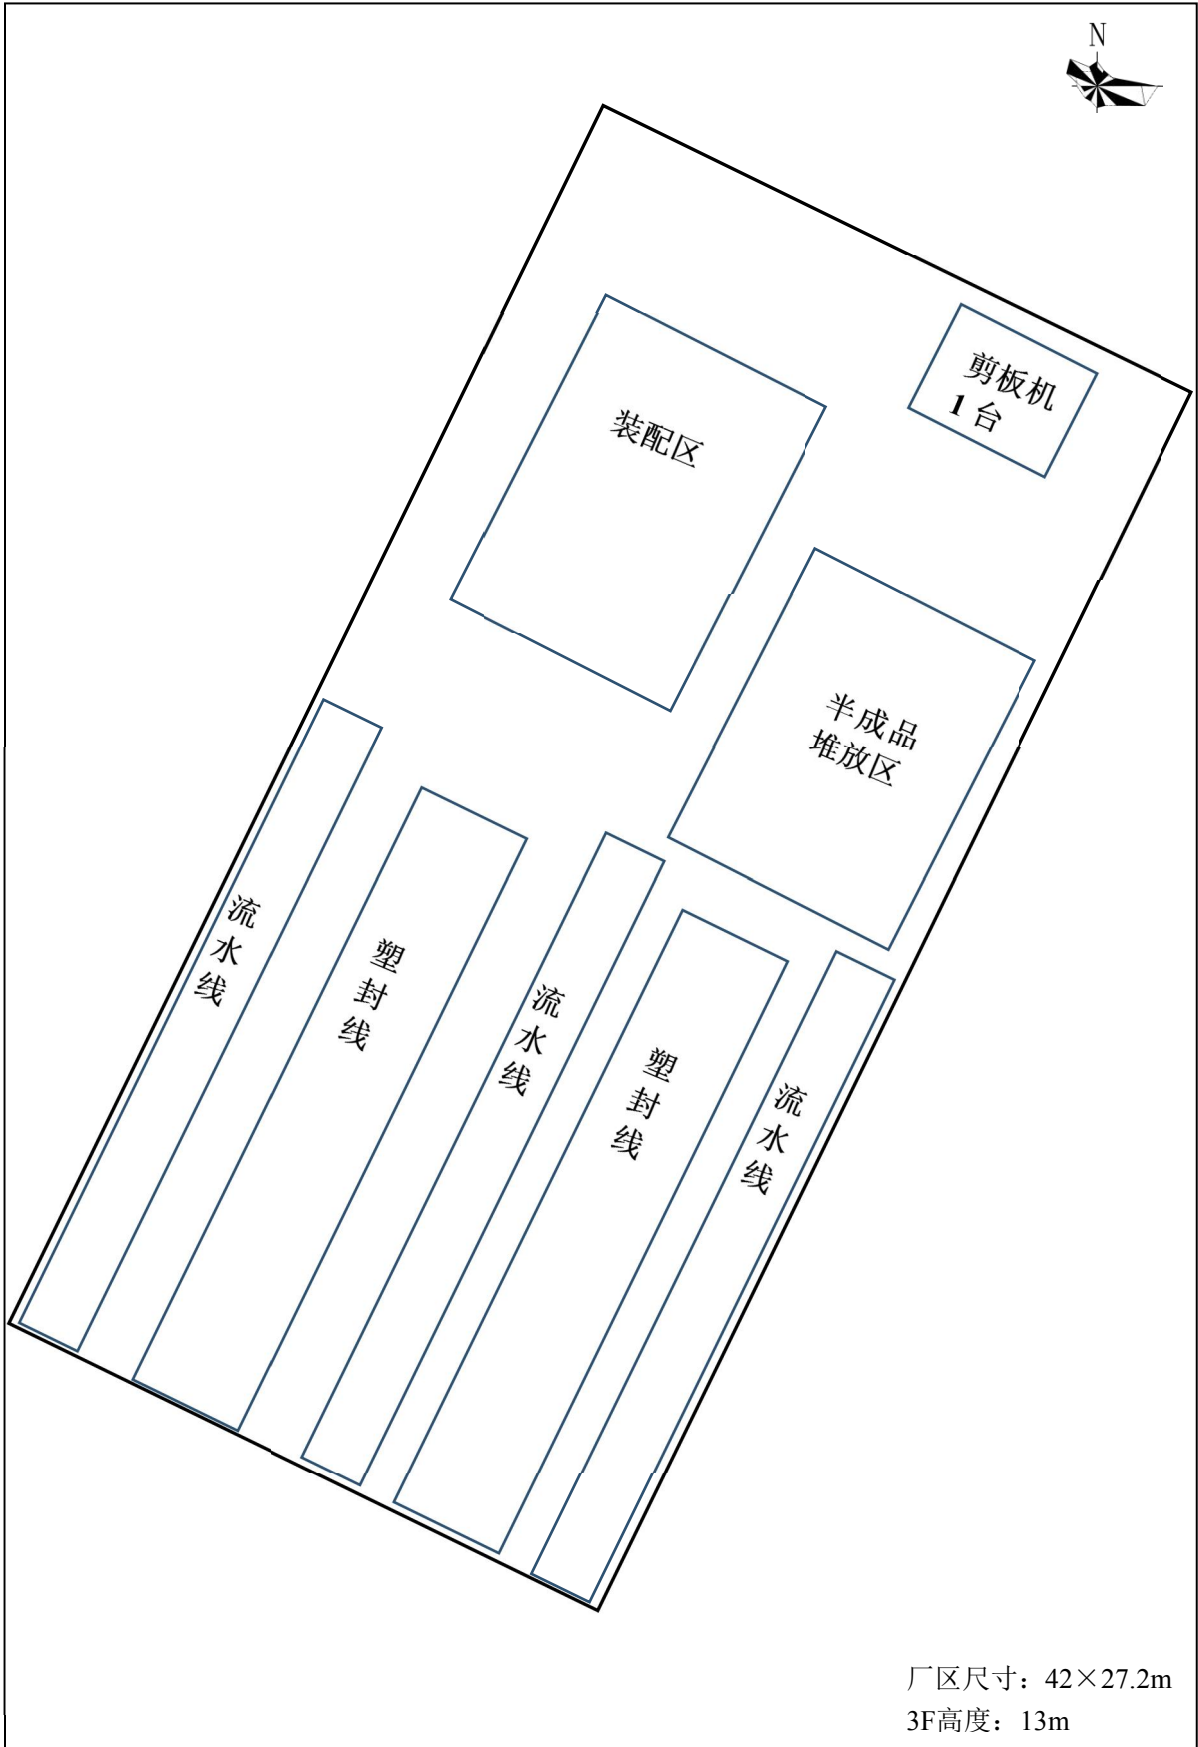 N
剪板机
1 台
装配区
半成品
堆放区
流水线
塑封线
流水线
塑封线
流水线
厂区尺寸：42×27.2m
3F高度：13m